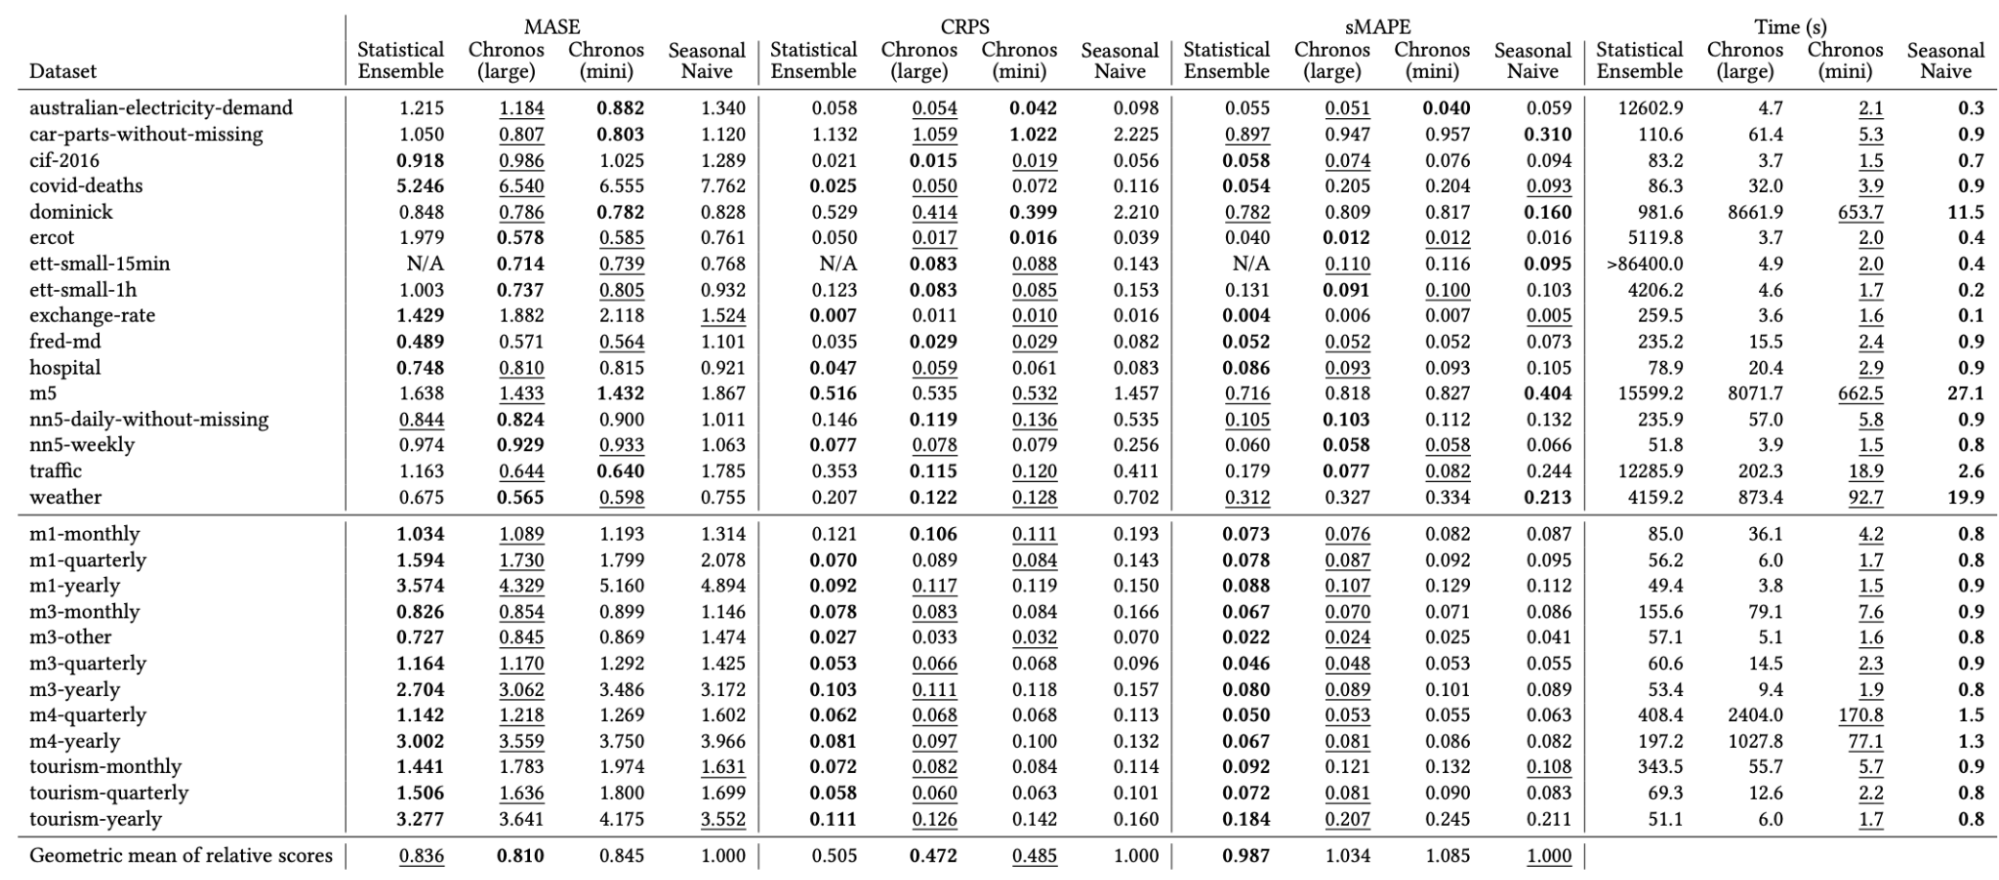 MASE CRPS sMAPE Time (s)
Statistical Chronos Chronos Seasonal Statistical Chronos Chronos Seasonal Statistical Chronos Chronos Seasonal Statistical Chronos Chronos Seasonal
Dataset Ensemble (large) (mini) Naive Ensemble (large) (mini) Naive Ensemble (large) (mini) Naive Ensemble (large) (mini) Naive
australian-electricity-demand 1.215 1.184 0.882 1.340 0.058 0.054 0.042 0.098 0.055 0.051 0.040 0.059 12602.9 4.7 2.1 0.3
car-parts-without-missing 1.050 0.807 0.803 1.120 1.132 1.059 1.022 2.225 0.897 0.947 0.957 0.310 110.6 61.4 5.3 0.9
cif-2016 0.918 0.986 1.025 1.289 0.021 0.015 0.019 0.056 0.058 0.074 0.076 0.094 83.2 3.7 1.5 0.7
covid-deaths 5.246 6.540 6.555 7.762 0.025 0.050 0.072 0.116 0.054 0.205 0.204 0.093 86.3 32.0 3.9 0.9
dominick 0.848 0.786 0.782 0.828 0.529 0.414 0.399 2.210 0.782 0.809 0.817 0.160 981.6 8661.9 653.7 11.5
ercot 1.979 0.578 0.585 0.761 0.050 0.017 0.016 0.039 0.040 0.012 0.012 0.016 5119.8 3.7 2.0 0.4
ett-small-15min N/A 0.714 0.739 0.768 N/A 0.083 0.088 0.143 N/A 0.110 0.116 0.095 >86400.0 4.9 2.0 0.4
ett-small-1h 1.003 0.737 0.805 0.932 0.123 0.083 0.085 0.153 0.131 0.091 0.100 0.103 4206.2 4.6 1.7 0.2
exchange-rate 1.429 1.882 2.118 1.524 0.007 0.011 0.010 0.016 0.004 0.006 0.007 0.005 259.5 3.6 1.6 0.1
fred-md 0.489 0.571 0.564 1.101 0.035 0.029 0.029 0.082 0.052 0.052 0.052 0.073 235.2 15.5 2.4 0.9
hospital 0.748 0.810 0.815 0.921 0.047 0.059 0.061 0.083 0.086 0.093 0.093 0.105 78.9 20.4 2.9 0.9
m5 1.638 1.433 1.432 1.867 0.516 0.535 0.532 1.457 0.716 0.818 0.827 0.404 15599.2 8071.7 662.5 27.1
nn5-daily-without-missing 0.844 0.824 0.900 1.011 0.146 0.119 0.136 0.535 0.105 0.103 0.112 0.132 235.9 57.0 5.8 0.9
nn5-weekly 0.974 0.929 0.933 1.063 0.077 0.078 0.079 0.256 0.060 0.058 0.058 0.066 51.8 3.9 1.5 0.8
traffic 1.163 0.644 0.640 1.785 0.353 0.115 0.120 0.411 0.179 0.077 0.082 0.244 12285.9 202.3 18.9 2.6
weather 0.675 0.565 0.598 0.755 0.207 0.122 0.128 0.702 0.312 0.327 0.334 0.213 4159.2 873.4 92.7 19.9
m1-monthly 1.034 1.089 1.193 1.314 0.121 0.106 0.111 0.193 0.073 0.076 0.082 0.087 85.0 36.1 4.2 0.8
m1-quarterly 1.594 1.730 1.799 2.078 0.070 0.089 0.084 0.143 0.078 0.087 0.092 0.095 56.2 6.0 1.7 0.8
m1-yearly 3.574 4.329 5.160 4.894 0.092 0.117 0.119 0.150 0.088 0.107 0.129 0.112 49.4 3.8 1.5 0.9
m3-monthly 0.826 0.854 0.899 1.146 0.078 0.083 0.084 0.166 0.067 0.070 0.071 0.086 155.6 79.1 7.6 0.9
m3-other 0.727 0.845 0.869 1.474 0.027 0.033 0.032 0.070 0.022 0.024 0.025 0.041 57.1 5.1 1.6 0.8
m3-quarterly 1.164 1.170 1.292 1.425 0.053 0.066 0.068 0.096 0.046 0.048 0.053 0.055 60.6 14.5 2.3 0.9
m3-yearly 2.704 3.062 3.486 3.172 0.103 0.111 0.118 0.157 0.080 0.089 0.101 0.089 53.4 9.4 1.9 0.8
m4-quarterly 1.142 1.218 1.269 1.602 0.062 0.068 0.068 0.113 0.050 0.053 0.055 0.063 408.4 2404.0 170.8 1.5
m4-yearly 3.002 3.559 3.750 3.966 0.081 0.097 0.100 0.132 0.067 0.081 0.086 0.082 197.2 1027.8 77.1 1.3
tourism-monthly 1.441 1.783 1.974 1.631 0.072 0.082 0.084 0.114 0.092 0.121 0.132 0.108 343.5 55.7 5.7 0.9
tourism-quarterly 1.506 1.636 1.800 1.699 0.058 0.060 0.063 0.101 0.072 0.081 0.090 0.083 69.3 12.6 2.2 0.8
tourism-yearly 3.277 3.641 4.175 3.552 0.111 0.126 0.142 0.160 0.184 0.207 0.245 0.211 51.1 6.0 1.7 0.8
Geometric mean of relative scores 0.836 0.810 0.845 1.000 0.505 0.472 0.485 1.000 0.987 1.034 1.085 1.000